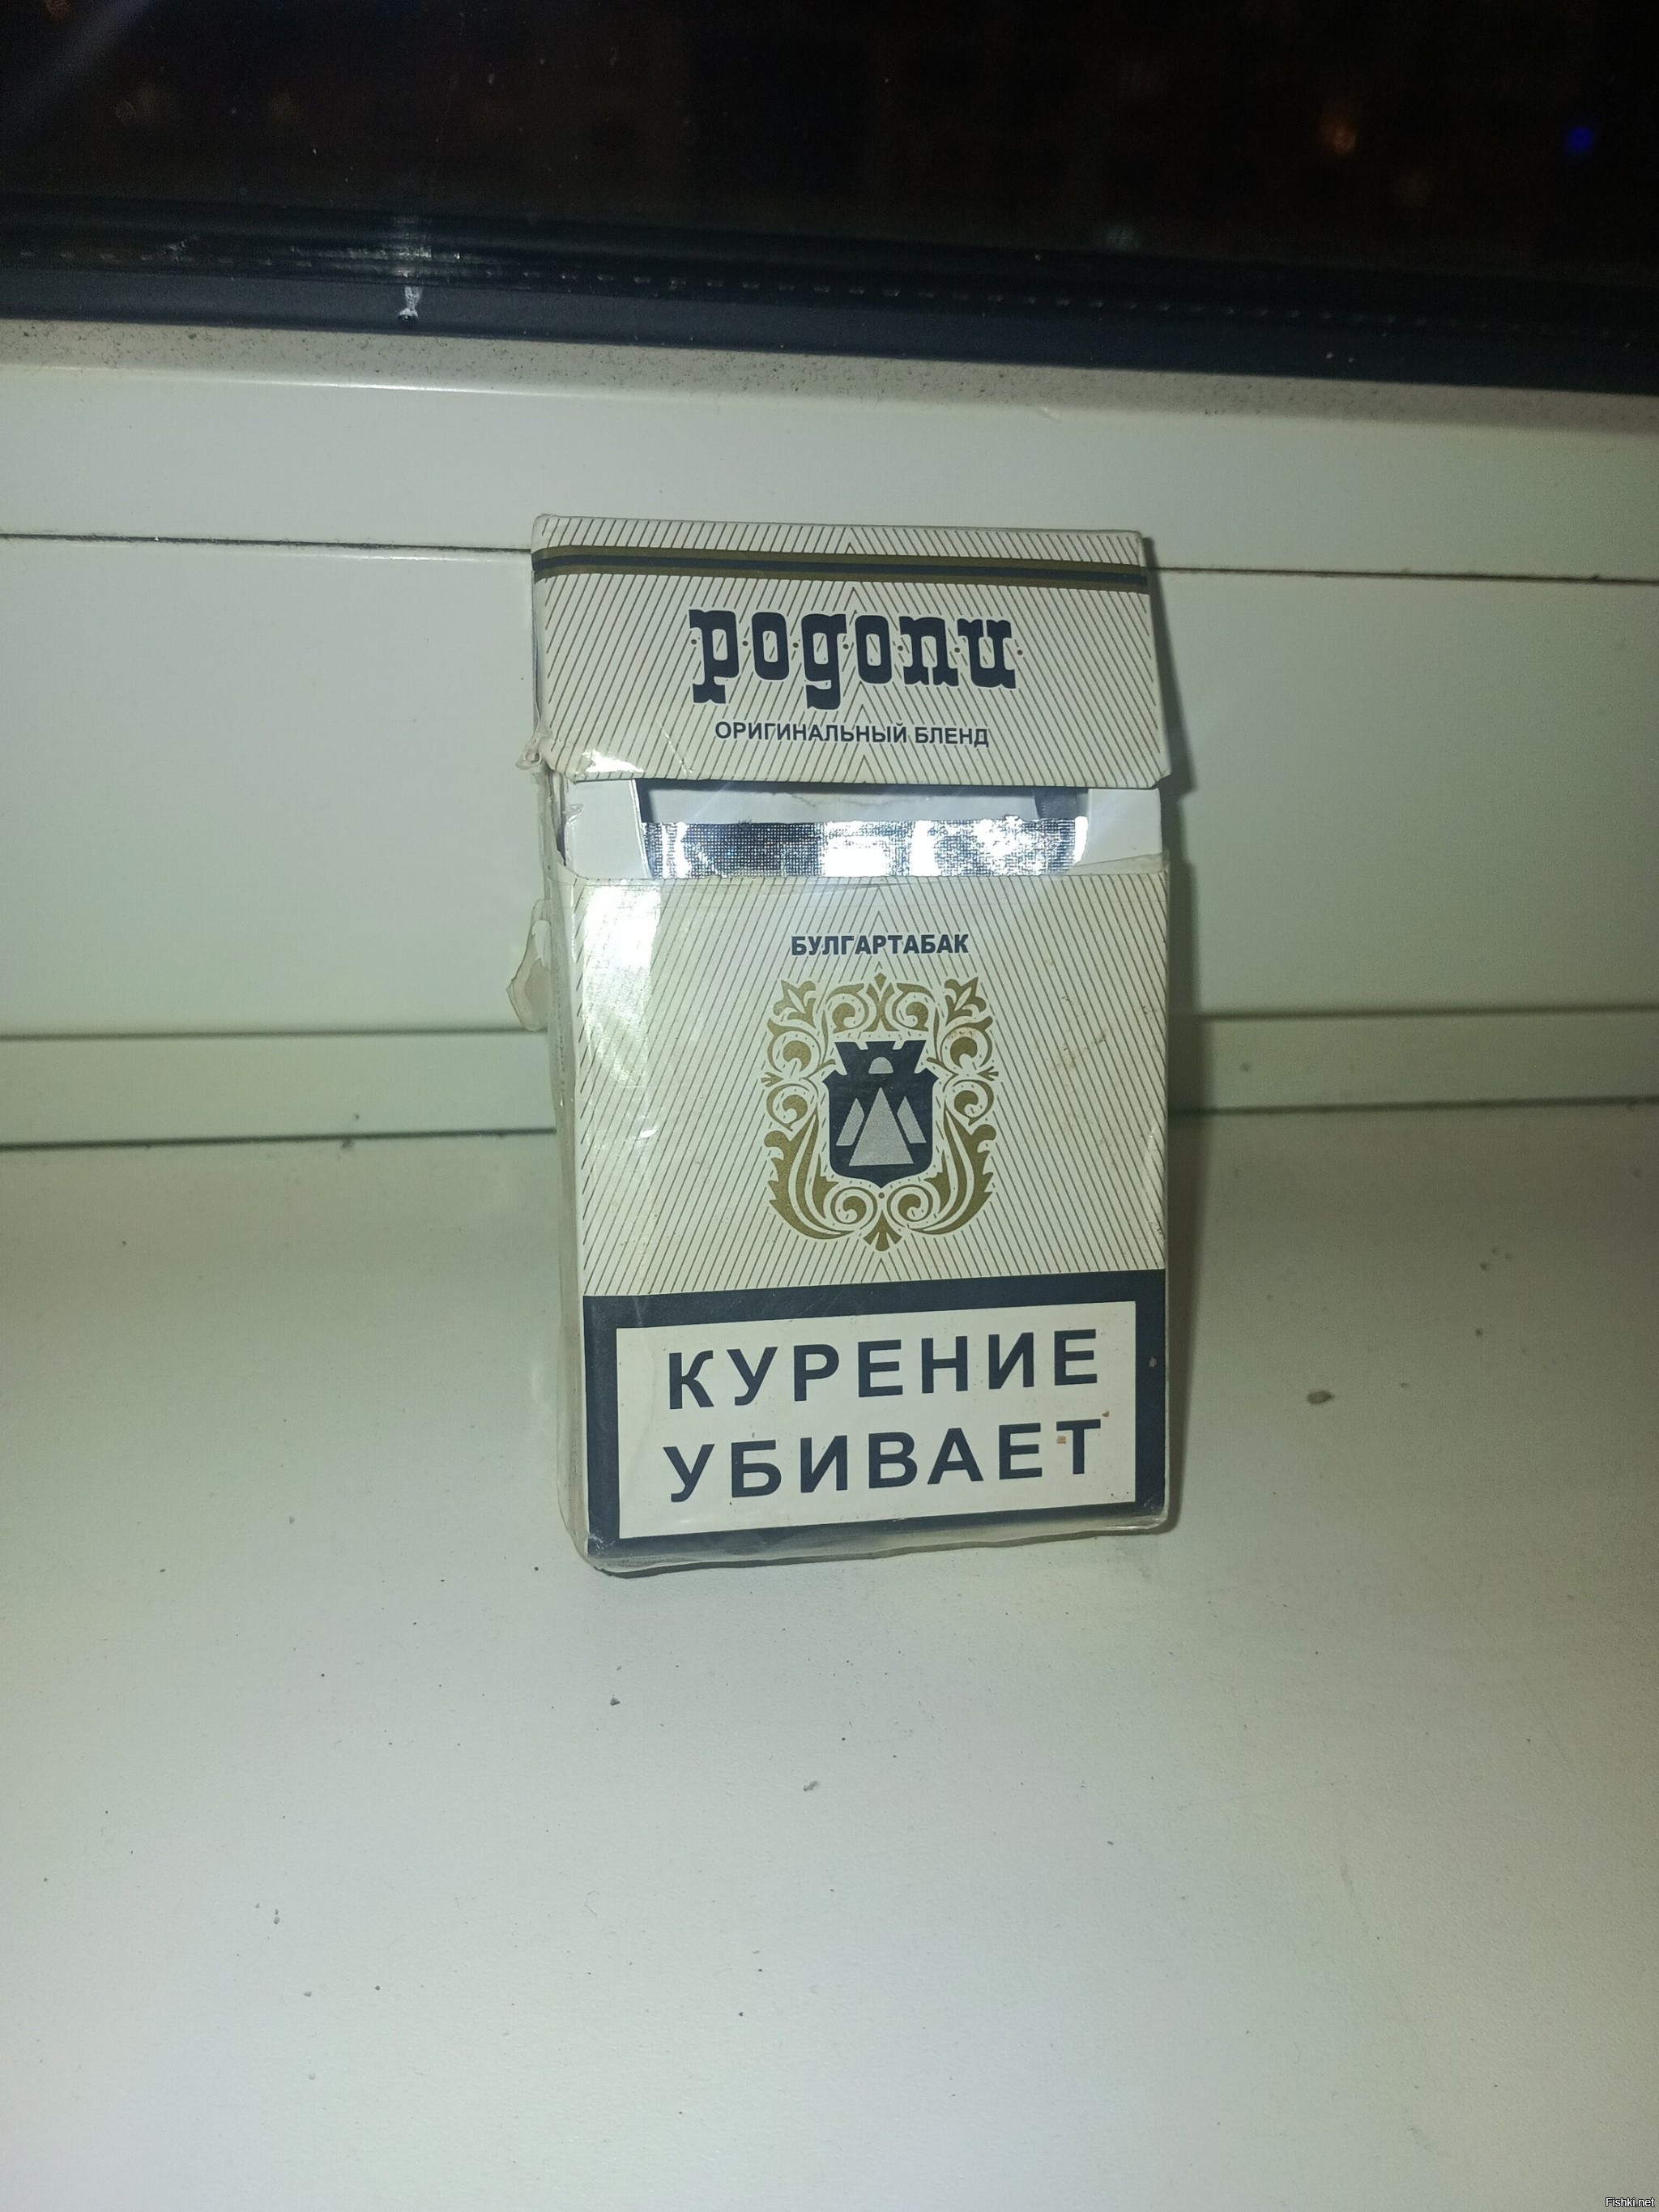 родопи
ОРИГИНАЛЬНЫЙ БЛЕНД
БУЛГАРТАБАК
КУРЕНИЕ
УБИВАЕТ
Fishki.net